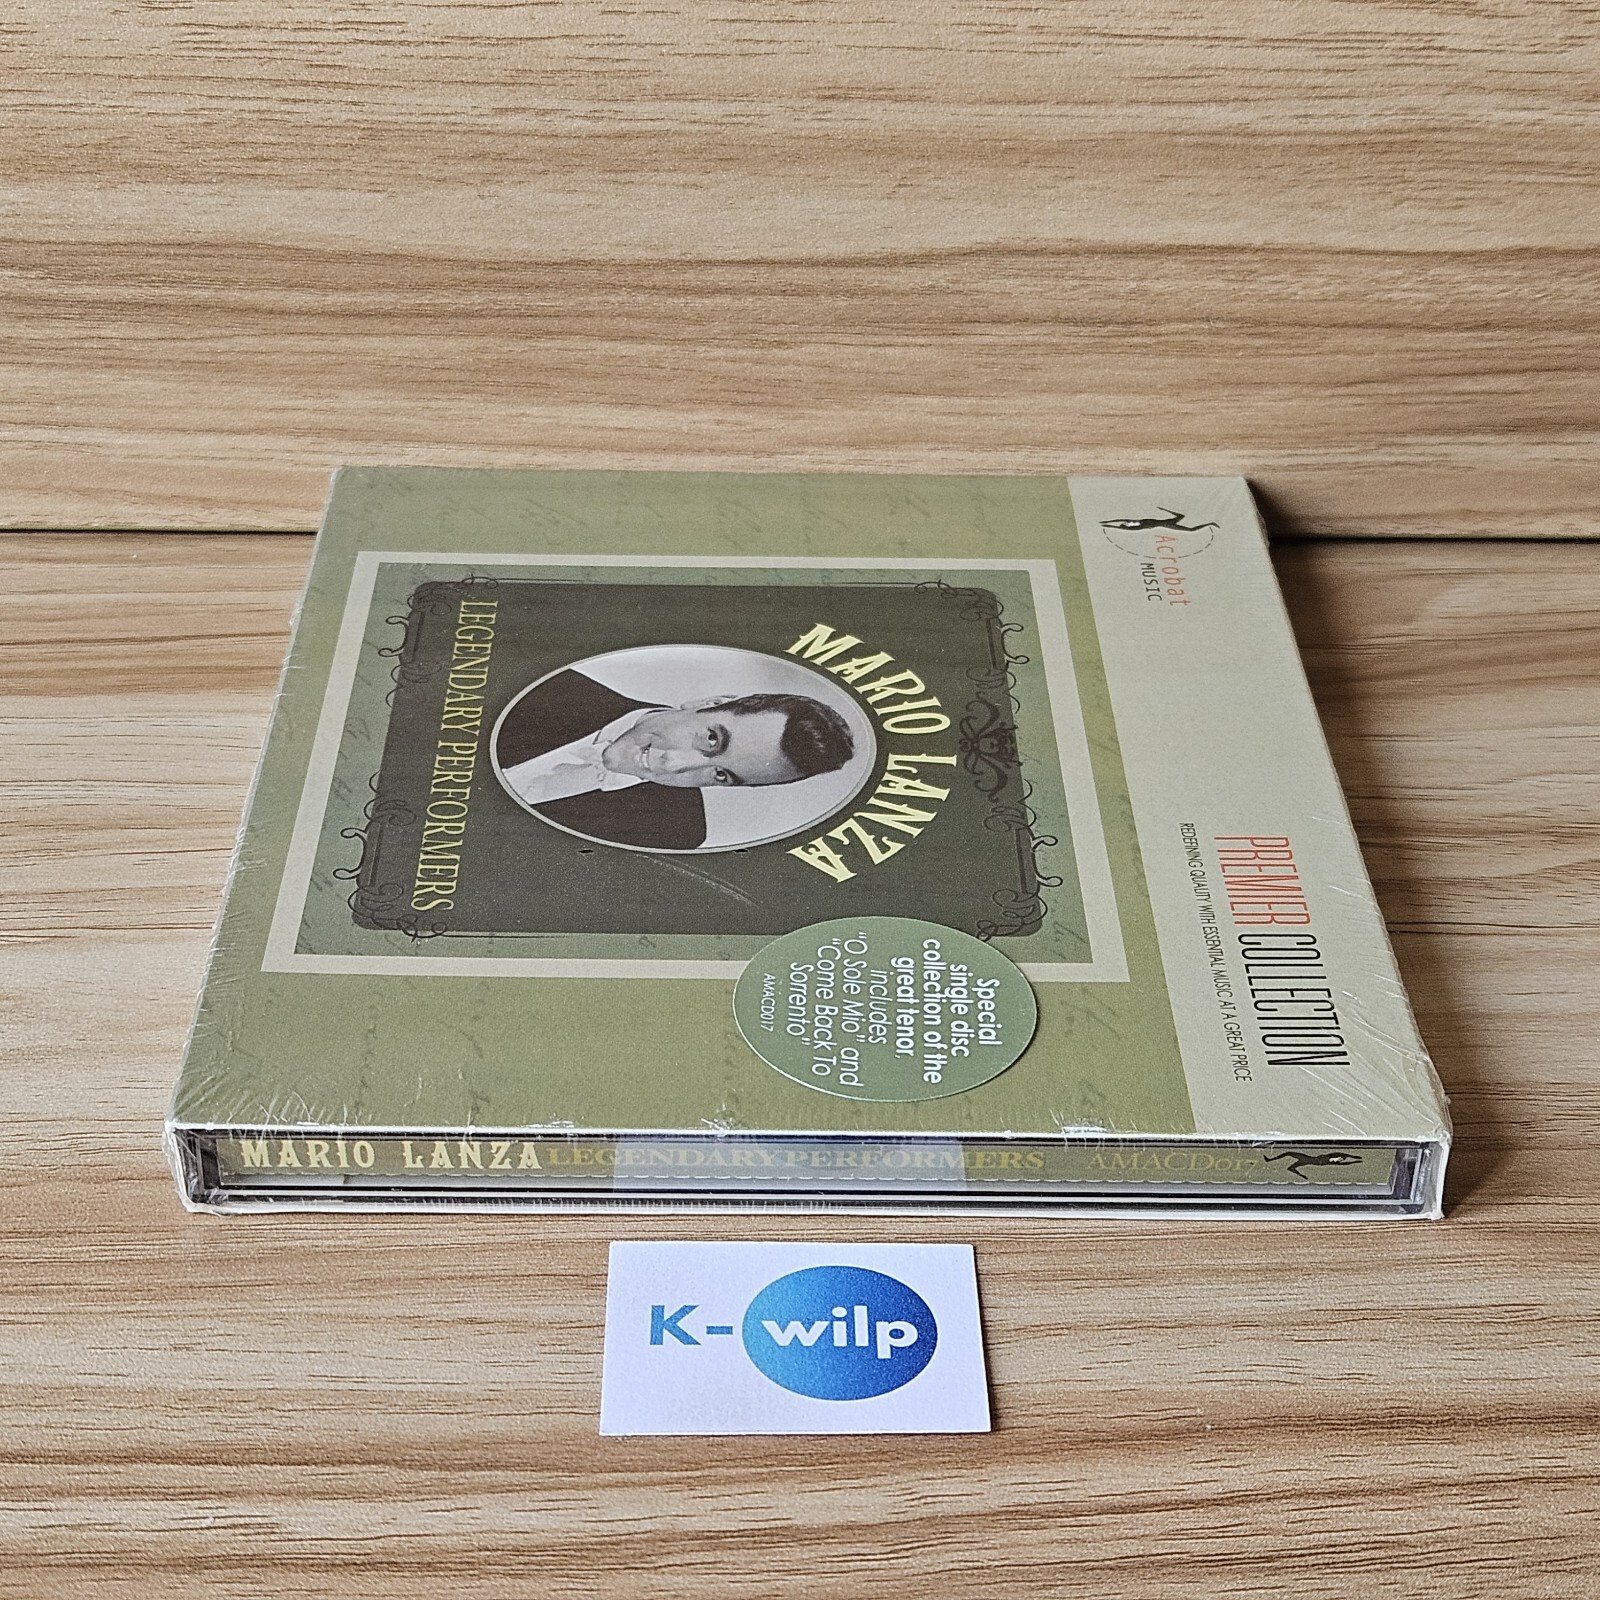 Acrobat
MUSIC
PREMIER COLLECTION
REDEFINING QUALITY WITH ESSENTIAL MUSIC AT A GREAT PRICE
MARIO LANZA
LEGENDARY PERFORMERS
Special
single disc
collection of the
great tenor,
includes
"O Sole Mio" and
"Come Back To
Sorrento"
AMACD017
MARIO LANZA LEGENDARY PERFORMERS AMACD017
K-wilp